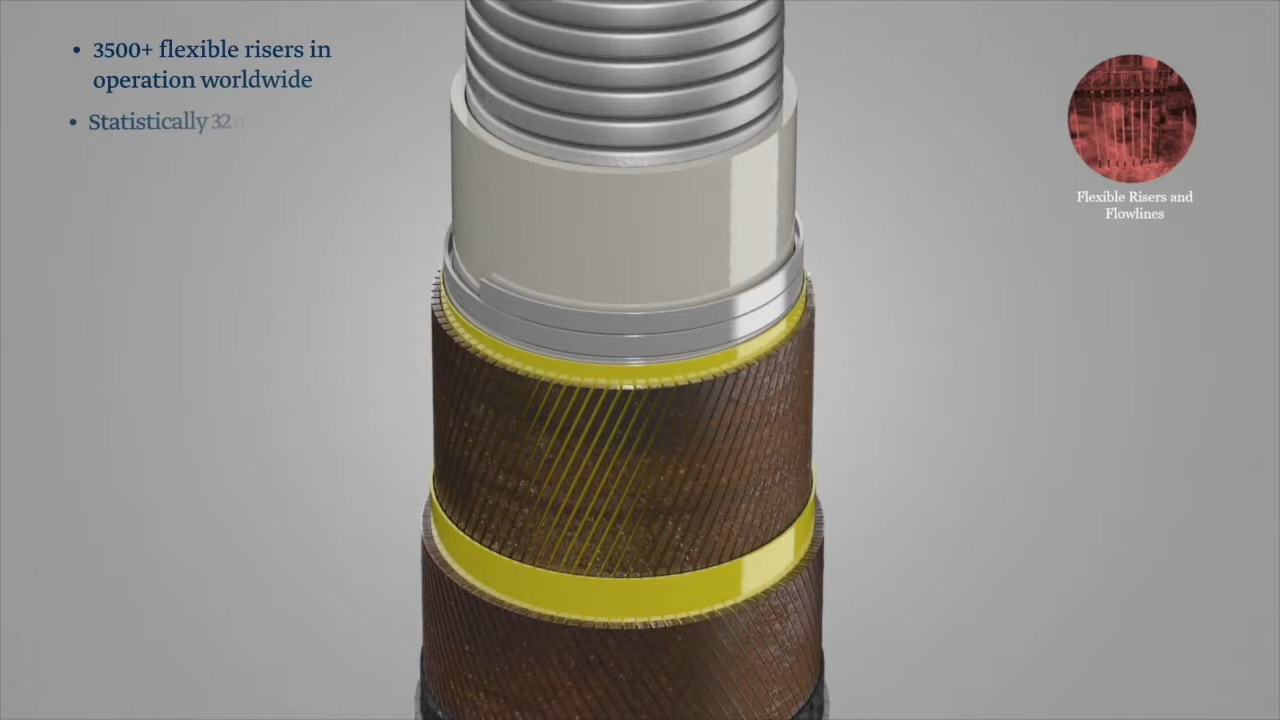 • 3500+ flexible risers in
operation worldwide
• Statistically 32
Flexible Risers and
Flowlines